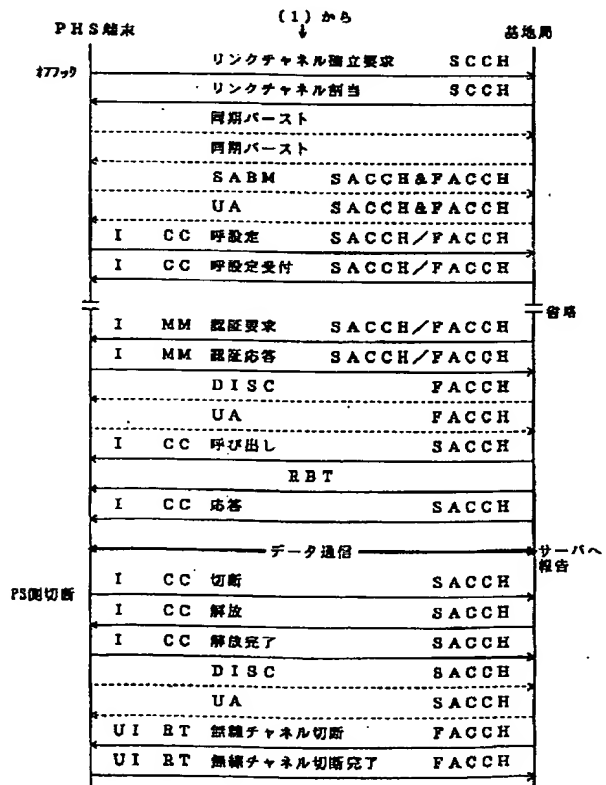 (1)から
↓
PHS端末 基地局
オフフック
リンクチャネル確立要求 SCCH
リンクチャネル割当 SCCH
同期バースト
同期バースト
SABM SACCH&FACCH
UA SACCH&FACCH
I CC 呼設定 SACCH/FACCH
I CC 呼設定受付 SACCH/FACCH
省略
I MM 認証要求 SACCH/FACCH
I MM 認証応答 SACCH/FACCH
DISC FACCH
UA FACCH
I CC 呼び出し SACCH
RBT
I CC 応答 SACCH
データ通信 サーバへ
報告
PS側切断
I CC 切断 SACCH
I CC 解放 SACCH
I CC 解放完了 SACCH
DISC SACCH
UA SACCH
UI RT 無線チャネル切断 FACCH
UI RT 無線チャネル切断完了 FACCH